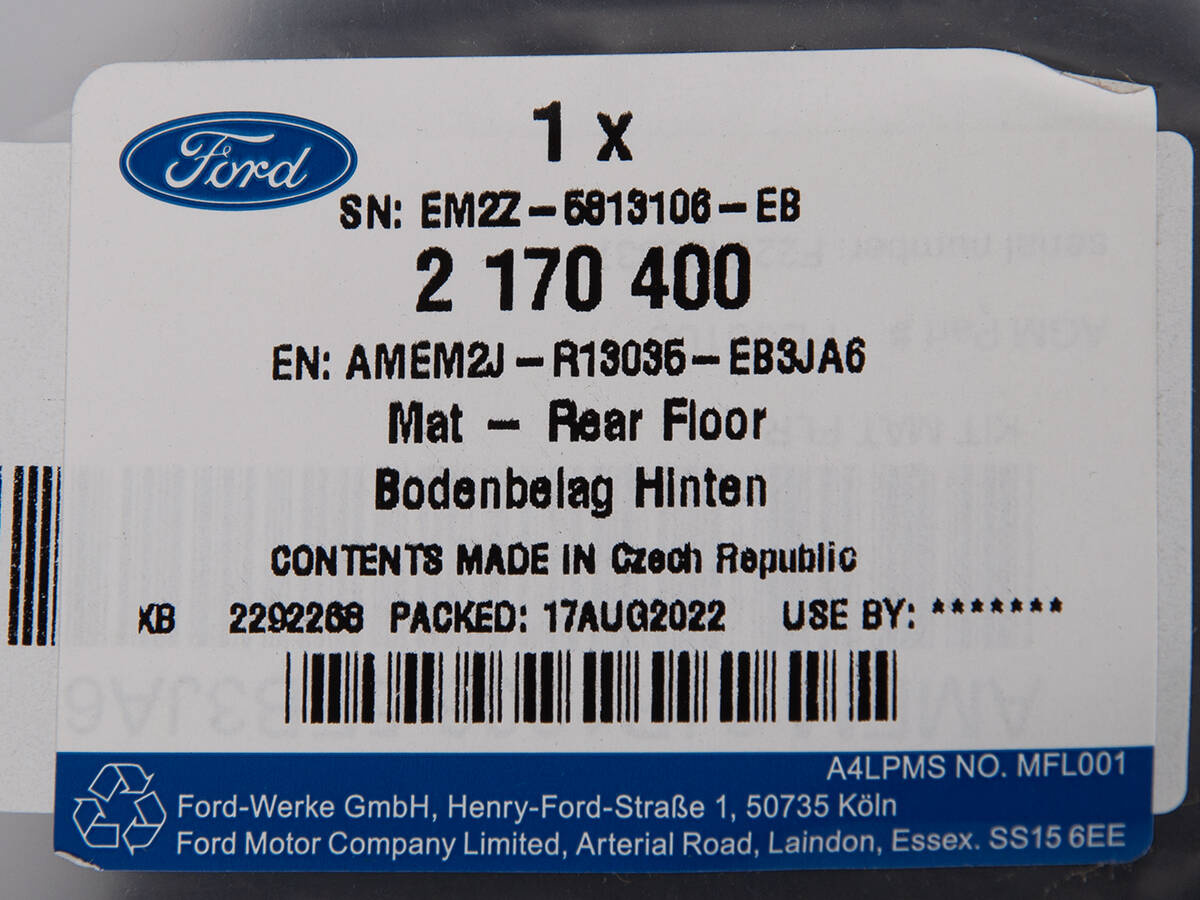 Ford
1 x
SN: EM2Z-5813106-EB
2 170 400
EN: AMEM2J-R13035-EB3JA6
Mat - Rear Floor
Bodenbelag Hinten
CONTENTS MADE IN Czech Republic
KB 2292268 PACKED: 17AUG2022 USE BY: *******
A4LPMS NO. MFL001
Ford-Werke GmbH, Henry-Ford-Straße 1, 50735 Köln
Ford Motor Company Limited, Arterial Road, Laindon, Essex. SS15 6EE